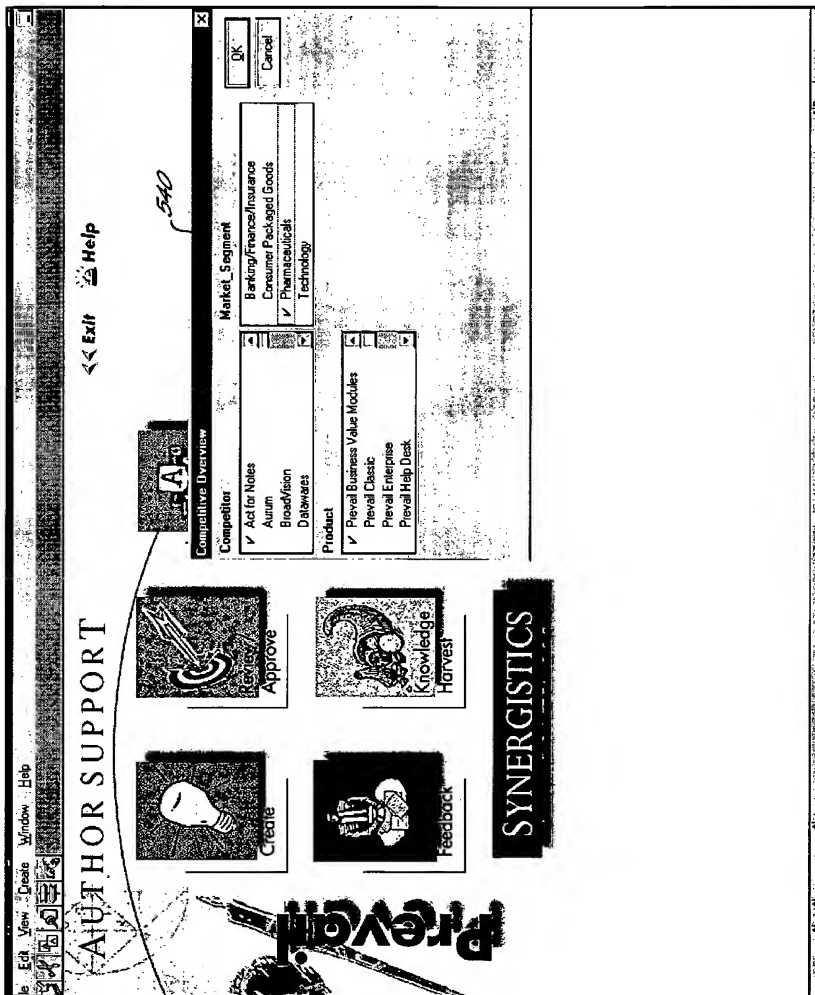 Edit View Create Window Help
AUTHOR SUPPORT
<< Exit Help
540
Create
Review/
Approve
Feedback
Knowledge
Harvest
Prevail
SYNERGISTICS
A
Competitive Overview
Competitor
✓ Act for Notes
Aurum
BroadVision
Datawares
Market_Segment
Banking/Finance/Insurance
Consumer Packaged Goods
✓ Pharmaceuticals
Technology
Product
✓ Prevail Business Value Modules
Prevail Classic
Prevail Enterprise
Prevail Help Desk
OK
Cancel